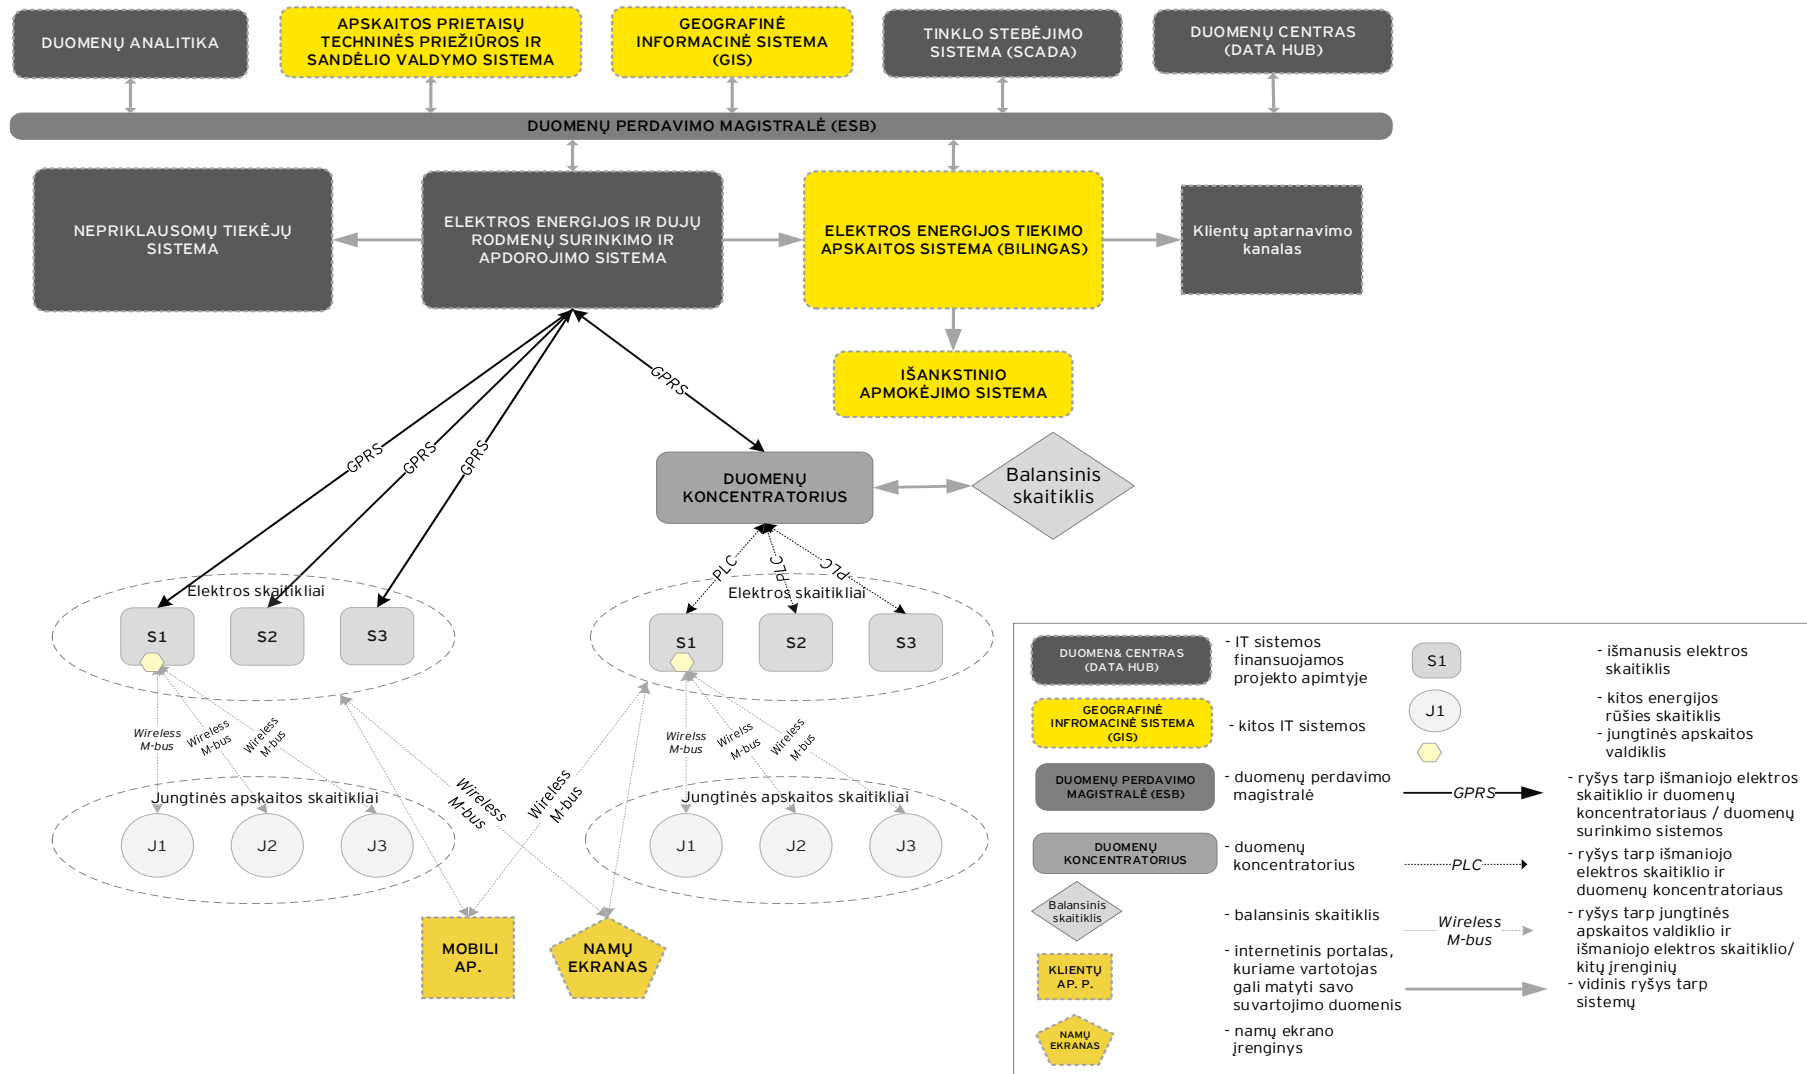 DUOMENŲ ANALITIKA
APSKAITOS PRIETAISŲ
TECHNINĖS PRIEŽIŪROS IR
SANDĖLIO VALDYMO SISTEMA
GEOGRAFINĖ
INFORMACINĖ SISTEMA
(GIS)
TINKLO STEBĖJIMO
SISTEMA (SCADA)
DUOMENŲ CENTRAS
(DATA HUB)
DUOMENŲ PERDAVIMO MAGISTRALĖ (ESB)
NEPRIKLAUSOMŲ TIEKĖJŲ
SISTEMA
ELEKTROS ENERGIJOS IR DUJŲ
RODMENŲ SURINKIMO IR
APDOROJIMO SISTEMA
ELEKTROS ENERGIJOS TIEKIMO
APSKAITOS SISTEMA (BILINGAS)
Klientų aptarnavimo
kanalas
IŠANKSTINIO
APMOKĖJIMO SISTEMA
GPRS
GPRS
GPRS
GPRS
DUOMENŲ
KONCENTRATORIUS
Balansinis
skaitiklis
PLC
PLC
PLC
Elektros skaitikliai
S1
S2
S3
Elektros skaitikliai
S1
S2
S3
Wireless
M-bus
Wireless
M-bus
Wireless
M-bus
Wirelss
M-bus
Wirelss
M-bus
Wireless
M-bus
Wireless
M-bus
Wireless
M-bus
Jungtinės apskaitos skaitikliai
J1
J2
J3
Jungtinės apskaitos skaitikliai
J1
J2
J3
MOBILI
AP.
NAMŲ
EKRANAS
DUOMEN& CENTRAS
(DATA HUB)
- IT sistemos
finansuojamos
projekto apimtyje
GEOGRAFINĖ
INFROMACINĖ SISTEMA
(GIS)
- kitos IT sistemos
DUOMENŲ PERDAVIMO
MAGISTRALĖ (ESB)
- duomenų perdavimo
magistralė
DUOMENŲ
KONCENTRATORIUS
- duomenų
koncentratorius
Balansinis
skaitiklis
- balansinis skaitiklis
KLIENTŲ
AP. P.
- internetinis portalas,
kuriame vartotojas
gali matyti savo
suvartojimo duomenis
NAMŲ
EKRANAS
- namų ekrano
įrenginys
S1
- išmanusis elektros
skaitiklis
J1
- kitos energijos
rūšies skaitiklis
- jungtinės apskaitos
valdiklis
GPRS
- ryšys tarp išmaniojo elektros
skaitiklio ir duomenų
koncentratoriaus / duomenų
surinkimo sistemos
PLC
- ryšys tarp išmaniojo
elektros skaitiklio ir
duomenų koncentratoriaus
Wireless
M-bus
- ryšys tarp jungtinės
apskaitos valdiklio ir
išmaniojo elektros skaitiklio/
kitų įrenginių
- vidinis ryšys tarp
sistemų